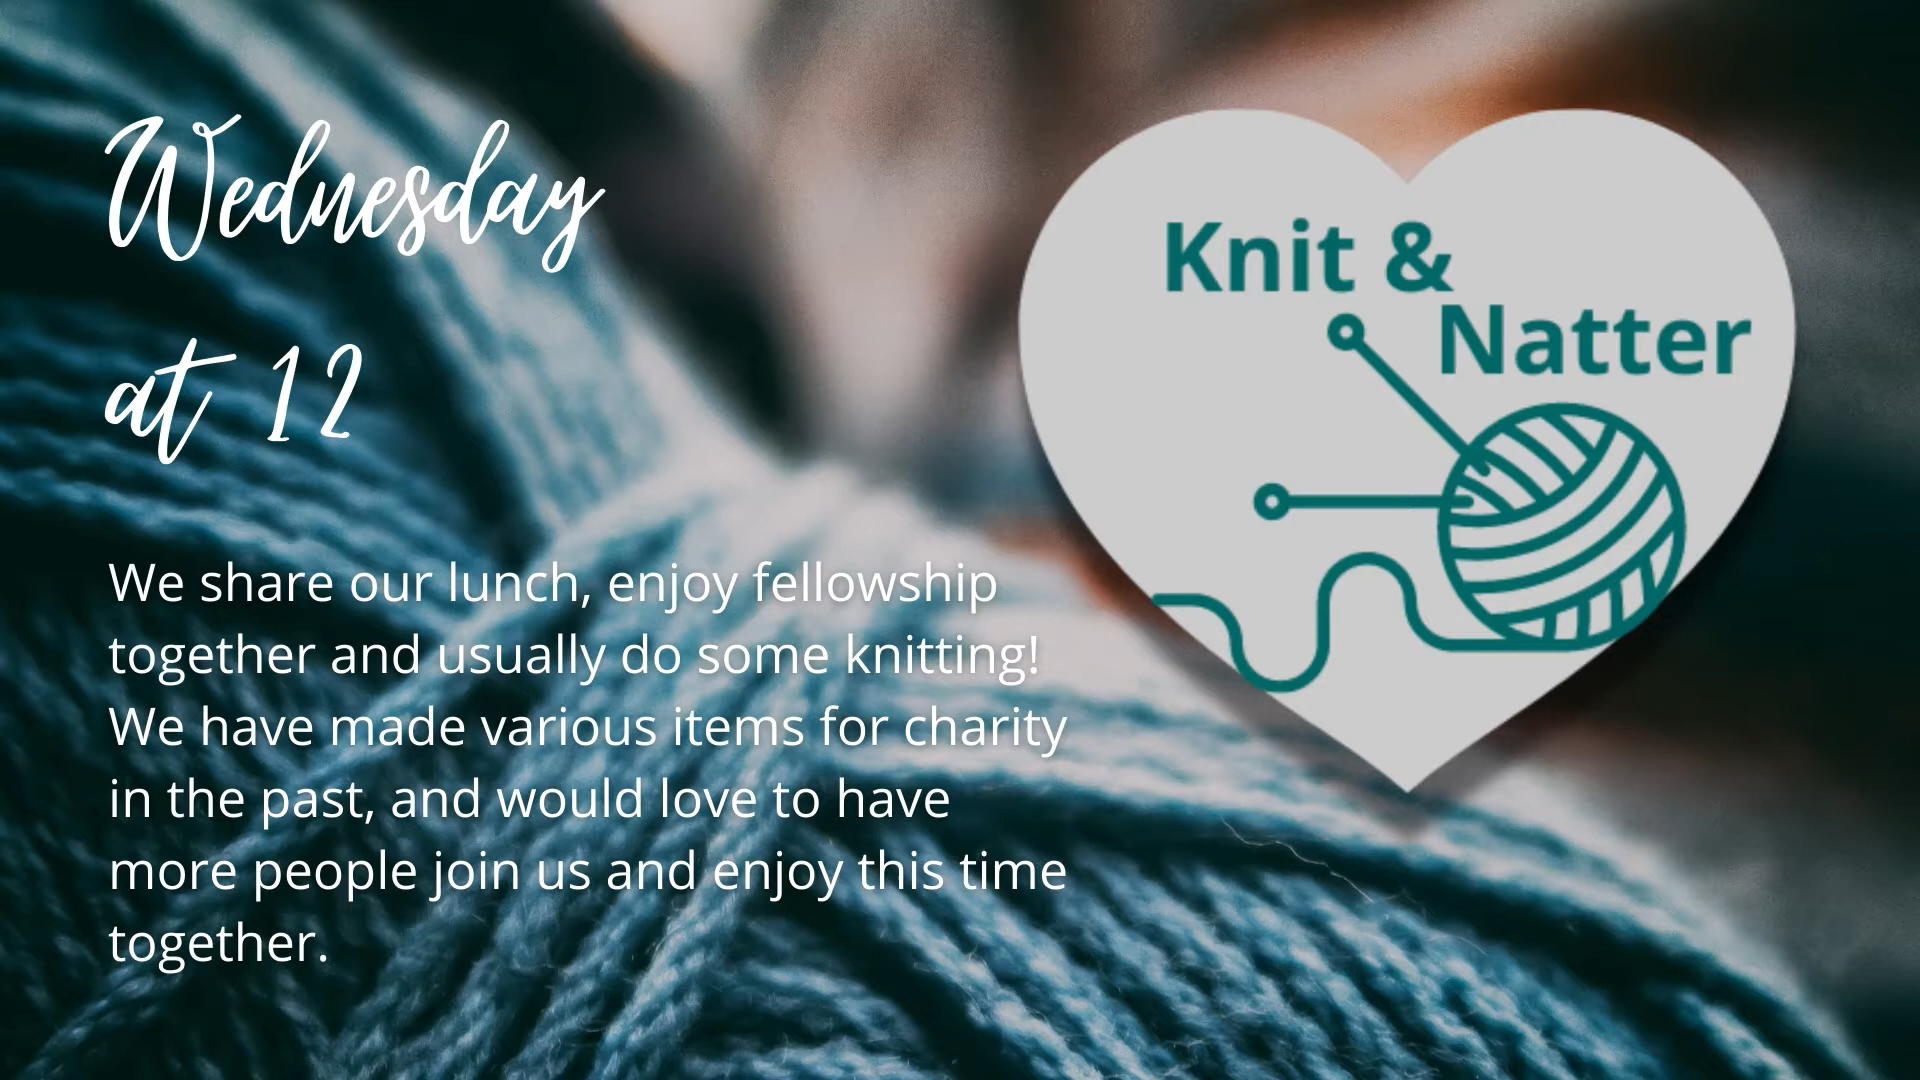 Wednesday
at 12
We share our lunch, enjoy fellowship
together and usually do some knitting!
We have made various items for charity
in the past, and would love to have
more people join us and enjoy this time
together.
Knit &
Natter